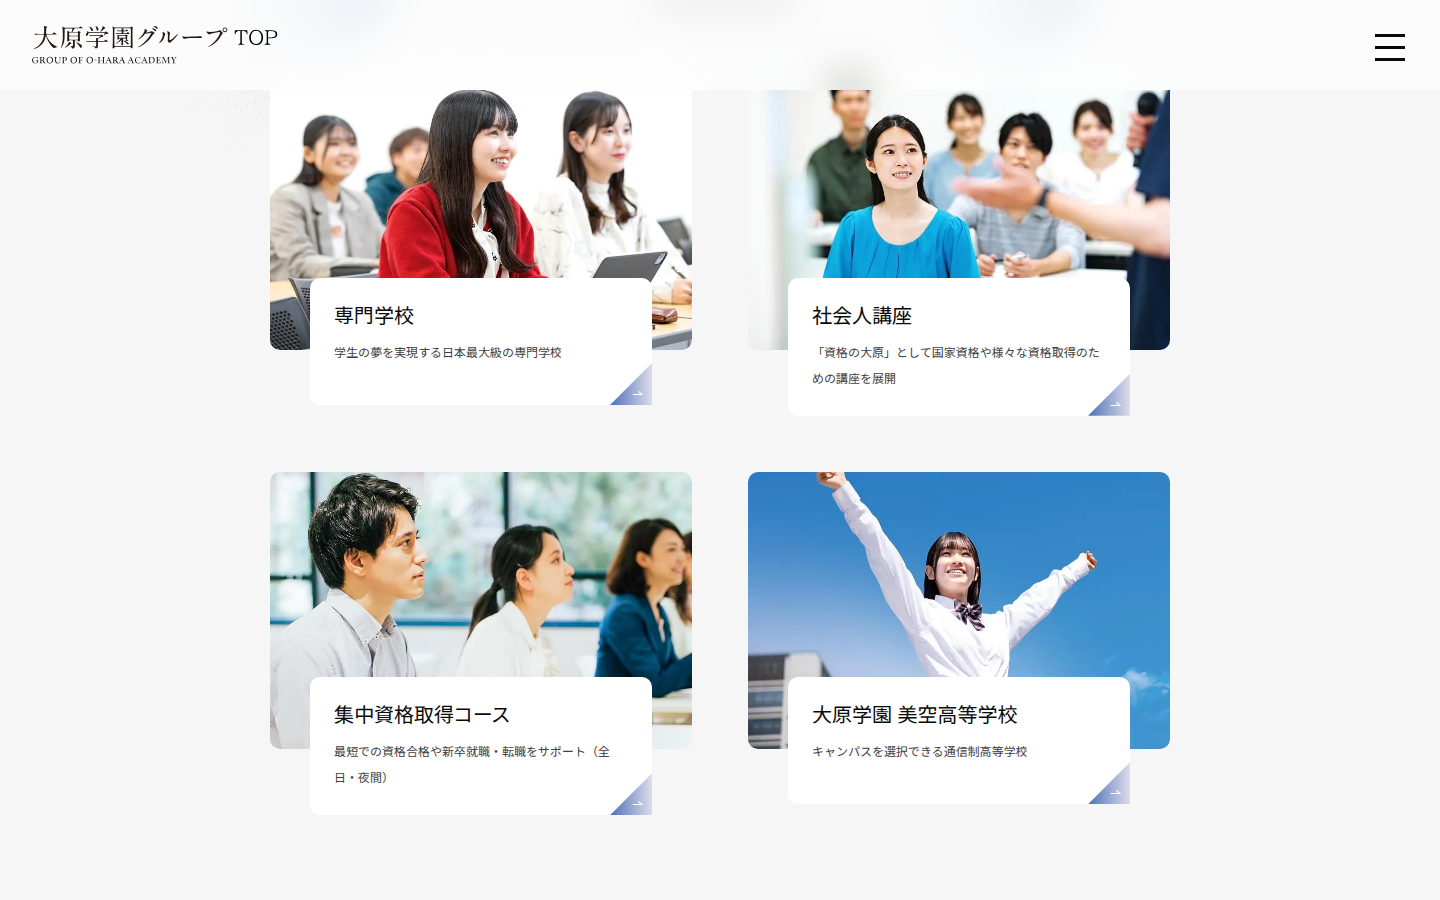 大原学園グループ TOP
GROUP OF O-HARA ACADEMY
専門学校
学生の夢を実現する日本最大級の専門学校
社会人講座
「資格の大原」として国家資格や様々な資格取得のた
めの講座を展開
集中資格取得コース
最短での資格合格や新卒就職・転職をサポート（全
日・夜間）
大原学園 美空高等学校
キャンパスを選択できる通信制高等学校